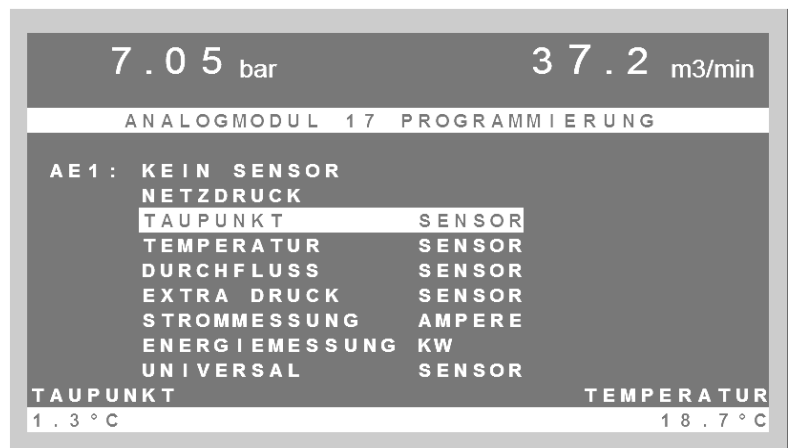 7.05 bar 37.2 m3/min
ANALOGMODUL 17 PROGRAMMIERUNG
AE1: KEIN SENSOR
NETZDRUCK
TAUPUNKT SENSOR
TEMPERATUR SENSOR
DURCHFLUSS SENSOR
EXTRA DRUCK SENSOR
STROMMESSUNG AMPERE
ENERGIEMESSUNG KW
UNIVERSAL SENSOR
TAUPUNKT TEMPERATUR
1.3°C 18.7°C